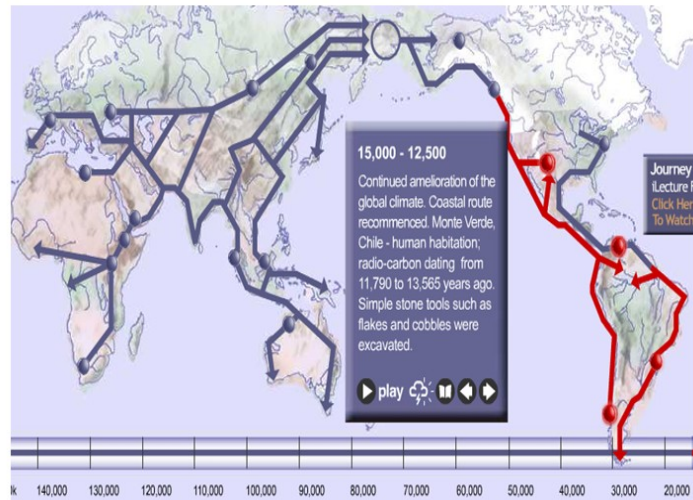 15,000 - 12,500
Continued amelioration of the
global climate. Coastal route
recommenced. Monte Verde,
Chile - human habitation;
radio-carbon dating from
11,790 to 13,565 years ago.
Simple stone tools such as
flakes and cobbles were
excavated.
play
Journey
iLecture F
Click Her
To Watch
k 140,000 130,000 120,000 110,000 100,000 90,000 80,000 70,000 60,000 50,000 40,000 30,000 20,000